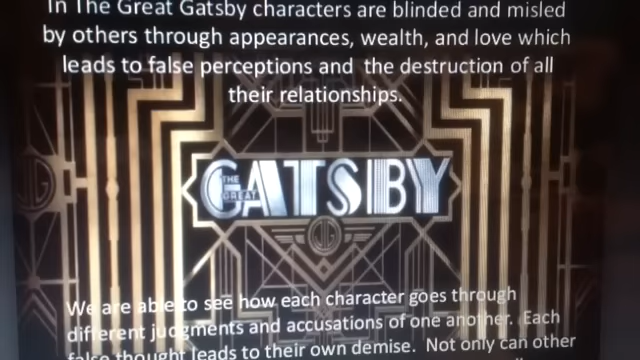 In The Great Gatsby characters are blinded and misled
by others through appearances, wealth, and love which
leads to false perceptions and the destruction of all
their relationships.
THE GREAT GATSBY
JG
JG
We are able to see how each character goes through
different judgments and accusations of one another. Each
false thought leads to their own demise. Not only can other